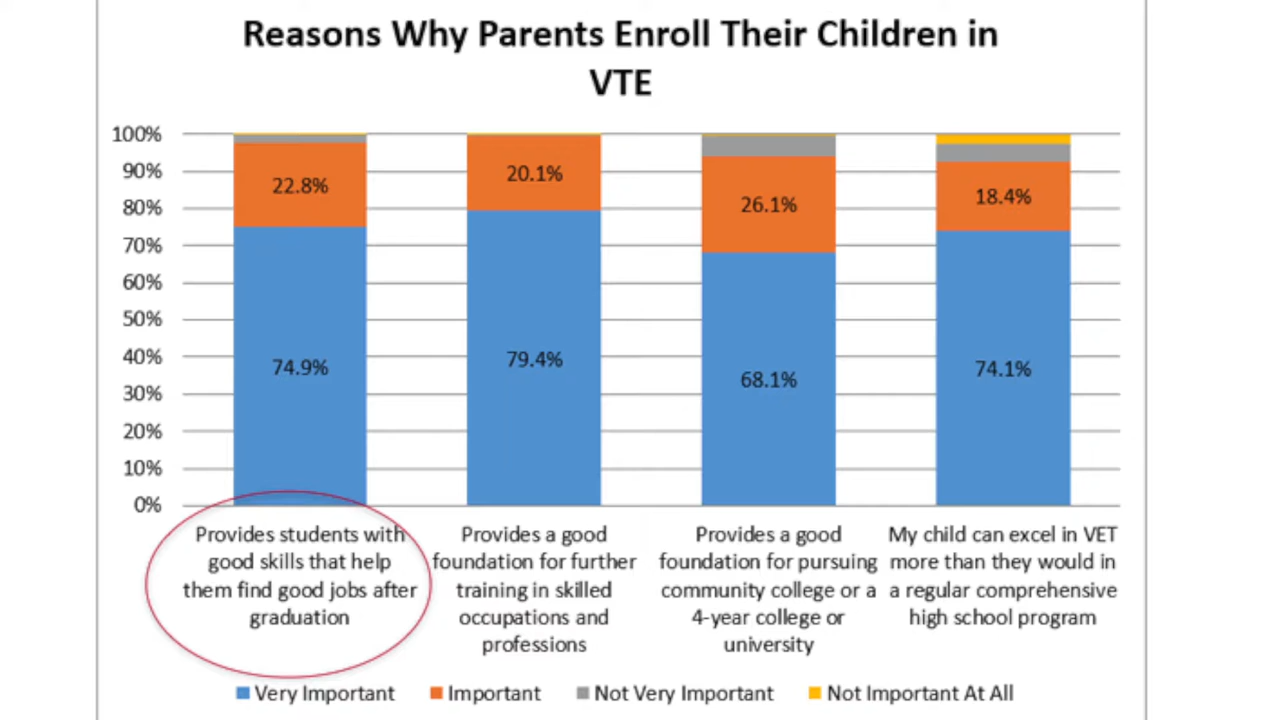 Reasons Why Parents Enroll Their Children in
VTE
100%
90%
80%
70%
60%
50%
40%
30%
20%
10%
0%
22.8%
20.1%
26.1%
18.4%
74.9%
79.4%
68.1%
74.1%
Provides students with
good skills that help
them find good jobs after
graduation
Provides a good
foundation for further
training in skilled
occupations and
professions
Provides a good
foundation for pursuing
community college or a
4-year college or
university
My child can excel in VET
more than they would in
a regular comprehensive
high school program
Very Important
Important
Not Very Important
Not Important At All